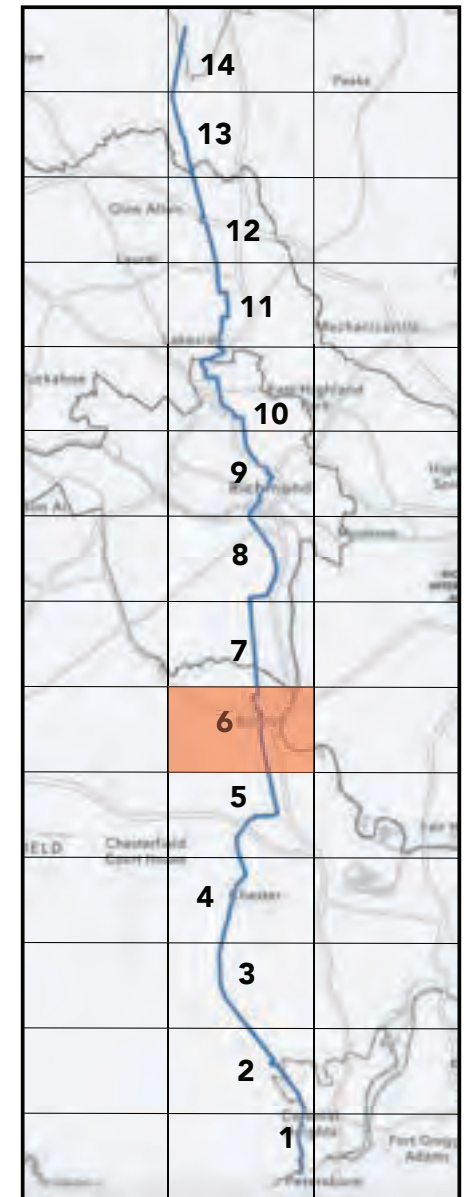 14
Peaks
13
Glen Allen
12
Laurel
11
Mechanicsville
Lakeside
East Highland
Park
10
9
Richmond
8
7
6
5
Chesterfield
Court House
IELD
4
Chester
3
2
1
Colonial
Heights
Fort Gregg
Adams
Petersburg